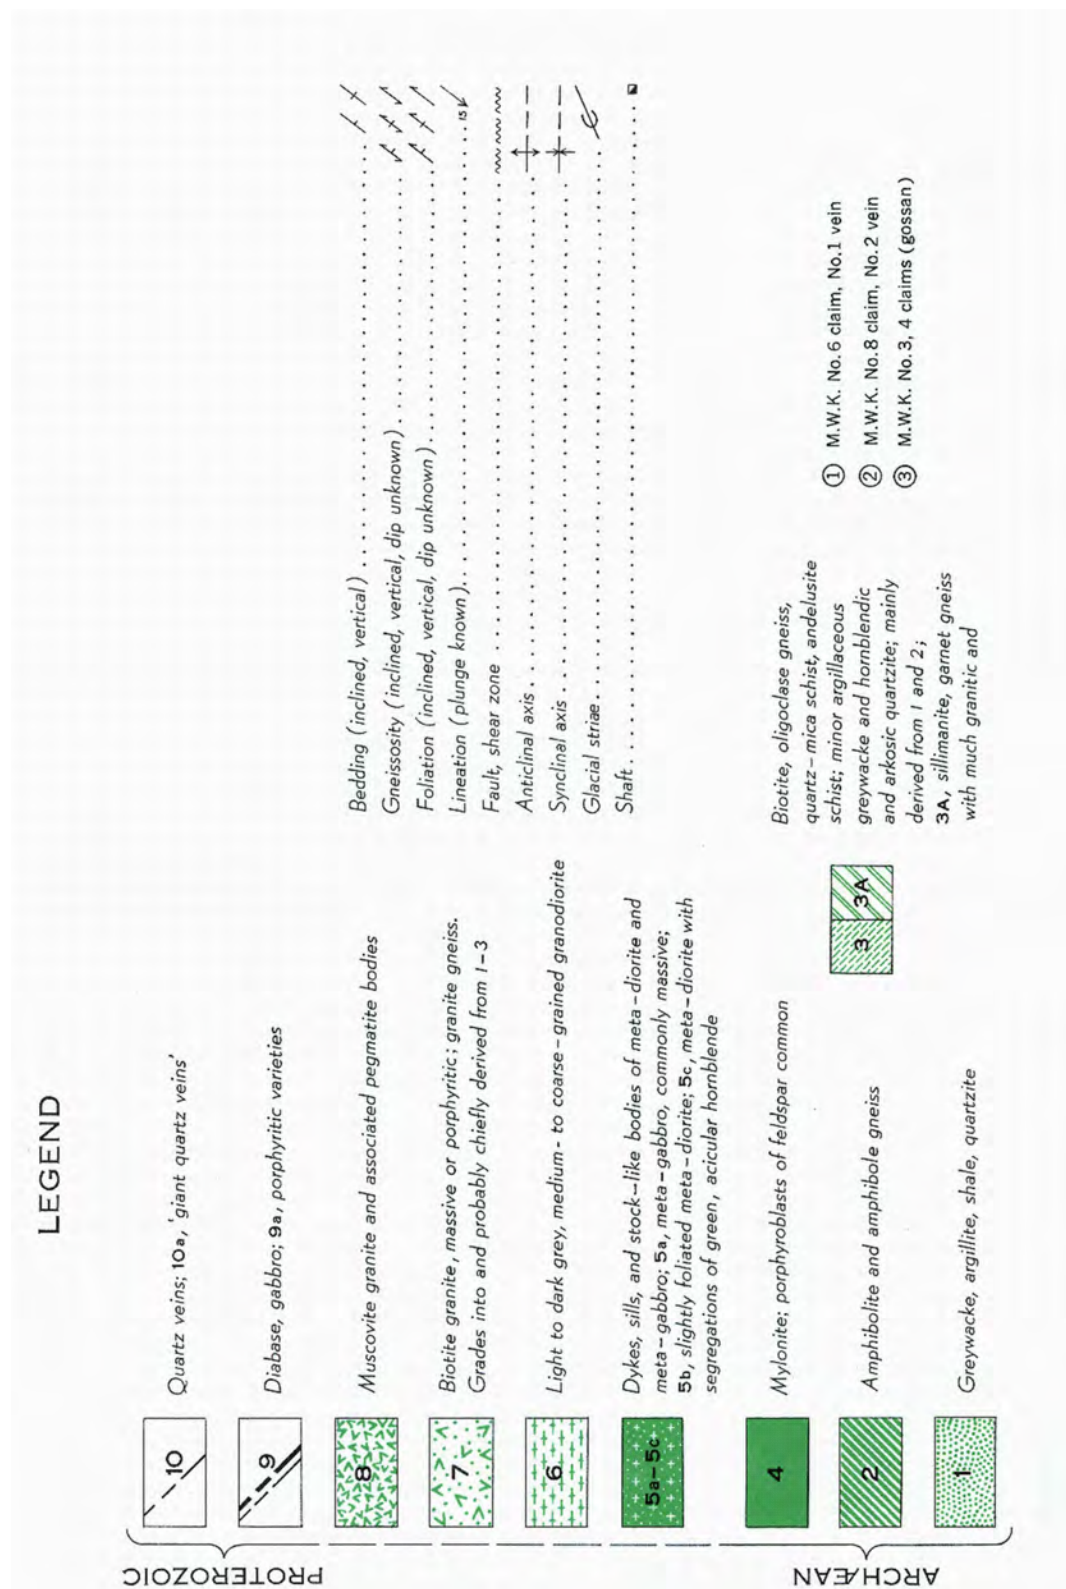 LEGEND
PROTEROZOIC
10
Quartz veins; 10a, 'giant quartz veins'
9
Diabase, gabbro; 9a, porphyritic varieties
8
Muscovite granite and associated pegmatite bodies
7
Biotite granite, massive or porphyritic; granite gneiss.
Grades into and probably chiefly derived from 1-3
6
Light to dark grey, medium- to coarse-grained granodiorite
5a-5c
Dykes, sills, and stock-like bodies of meta-diorite and
meta-gabbro; 5a, meta-gabbro, commonly massive;
5b, slightly foliated meta-diorite; 5c, meta-diorite with
segregations of green, acicular hornblende
ARCHÆAN
4
Mylonite; porphyroblasts of feldspar common
2
Amphibolite and amphibole gneiss
1
Greywacke, argillite, shale, quartzite
3
3A
Biotite, oligoclase gneiss,
quartz-mica schist, andelusite
schist; minor argillaceous
greywacke and hornblendic
and arkosic quartzite; mainly
derived from 1 and 2;
3A, sillimanite, garnet gneiss
with much granitic and
Bedding (inclined, vertical)
Gneissosity (inclined, vertical, dip unknown)
Foliation (inclined, vertical, dip unknown)
Lineation (plunge known)
15
Fault, shear zone
Anticlinal axis
Synclinal axis
Glacial striae
Shaft
1 M.W.K. No.6 claim, No.1 vein
2 M.W.K. No.8 claim, No.2 vein
3 M.W.K. No.3, 4 claims (gossan)